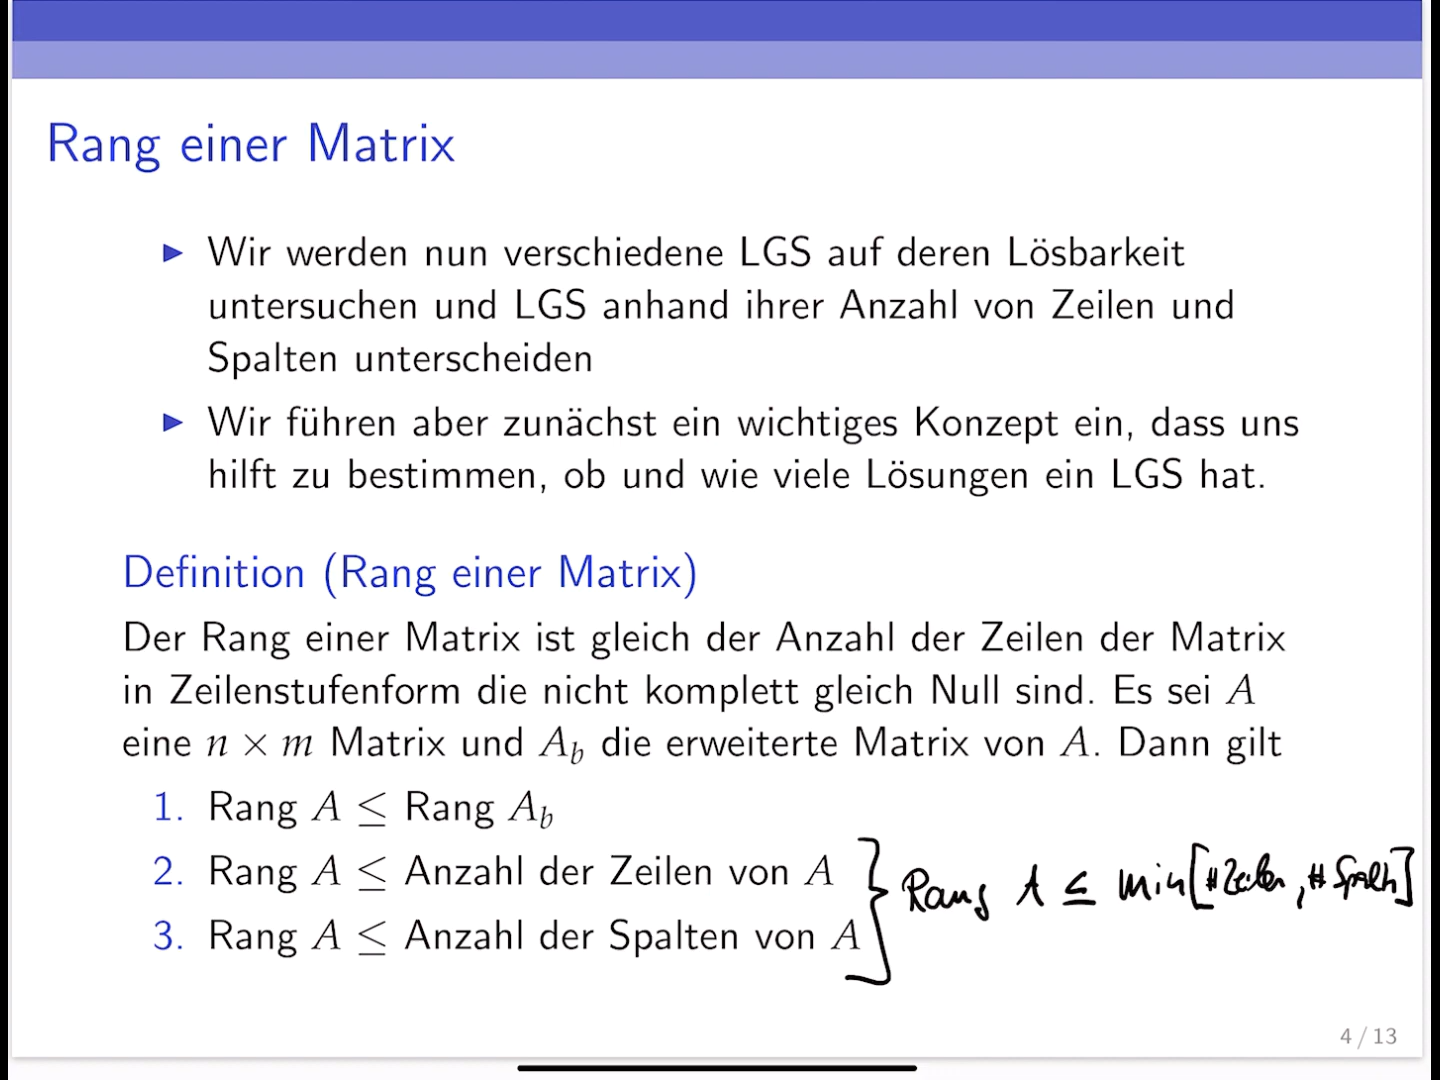 Rang einer Matrix
▶ Wir werden nun verschiedene LGS auf deren Lösbarkeit
untersuchen und LGS anhand ihrer Anzahl von Zeilen und
Spalten unterscheiden
▶ Wir führen aber zunächst ein wichtiges Konzept ein, dass uns
hilft zu bestimmen, ob und wie viele Lösungen ein LGS hat.
Definition (Rang einer Matrix)
Der Rang einer Matrix ist gleich der Anzahl der Zeilen der Matrix
in Zeilenstufenform die nicht komplett gleich Null sind. Es sei A
eine n × m Matrix und A_b die erweiterte Matrix von A. Dann gilt
1. Rang A ≤ Rang A_b
2. Rang A ≤ Anzahl der Zeilen von A
3. Rang A ≤ Anzahl der Spalten von A
Rang A ≤ min[#Zeilen, #Spalten]
4 / 13